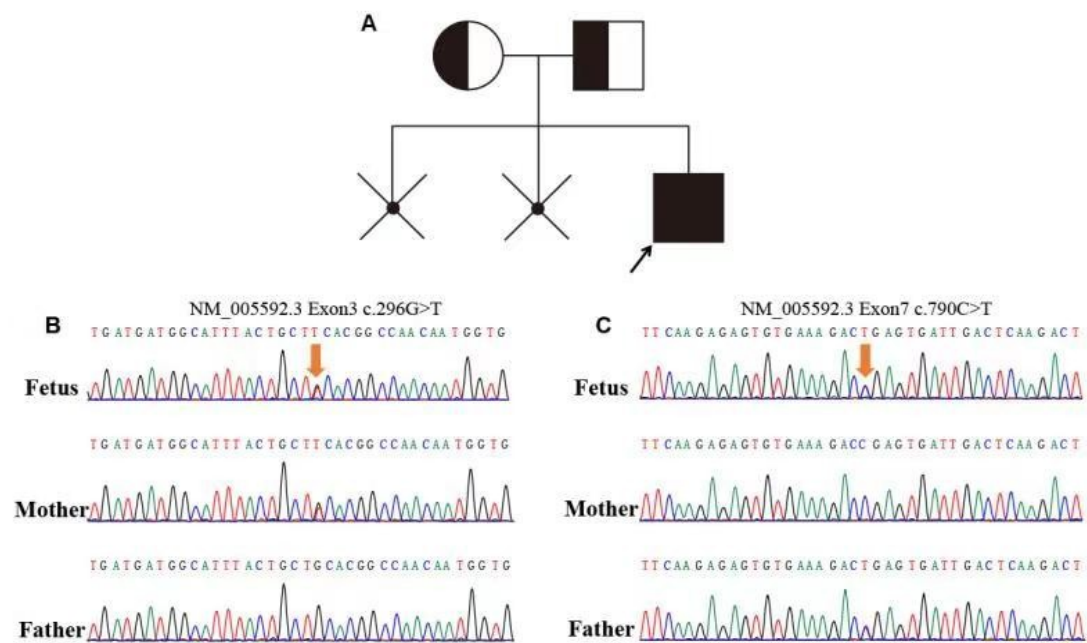 A
B
NM_005592.3 Exon3 c.296G>T
TGATGATGGCATTTACTGCTTCACGGCCAACAATGGTG
Fetus
TGATGATGGCATTTACTGCTTCACGGCCAACAATGGTG
Mother
TGATGATGGCATTTACTGCTGCACGGCCAACAATGGTG
Father
C
NM_005592.3 Exon7 c.790C>T
TTCAAGAGAGTGTGAAAGACTGAGTGATTGACTCAAGACT
Fetus
TTCAAGAGAGTGTGAAAGACCGAGTGATTGACTCAAGACT
Mother
TTCAAGAGAGTGTGAAAGACTGAGTGATTGACTCAAGACT
Father